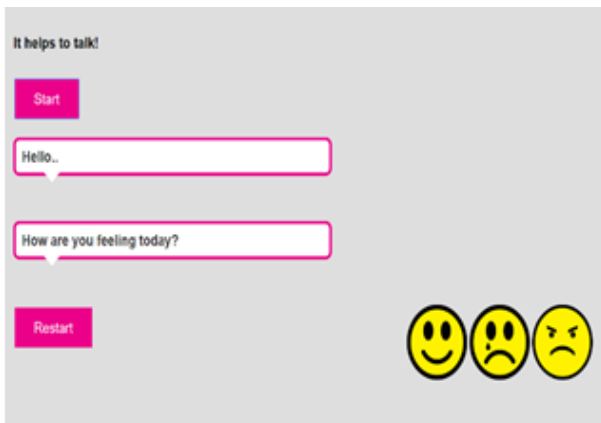 It helps to talk!
Start
Hello..
How are you feeling today?
Restart